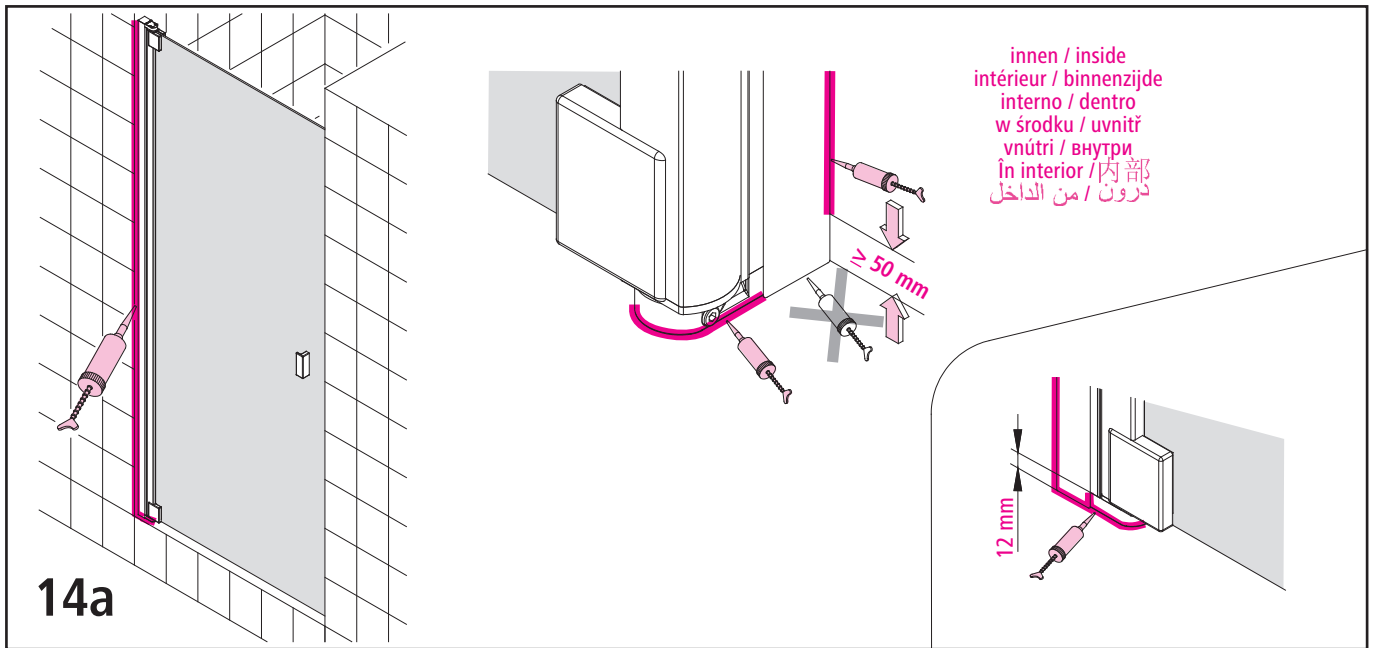 innen / inside
intérieur / binnenzijde
interno / dentro
w środku / uvnitř
vnútri / внутри
În interior / 内部
درون / من الداخل
≥ 50 mm
12 mm
14a